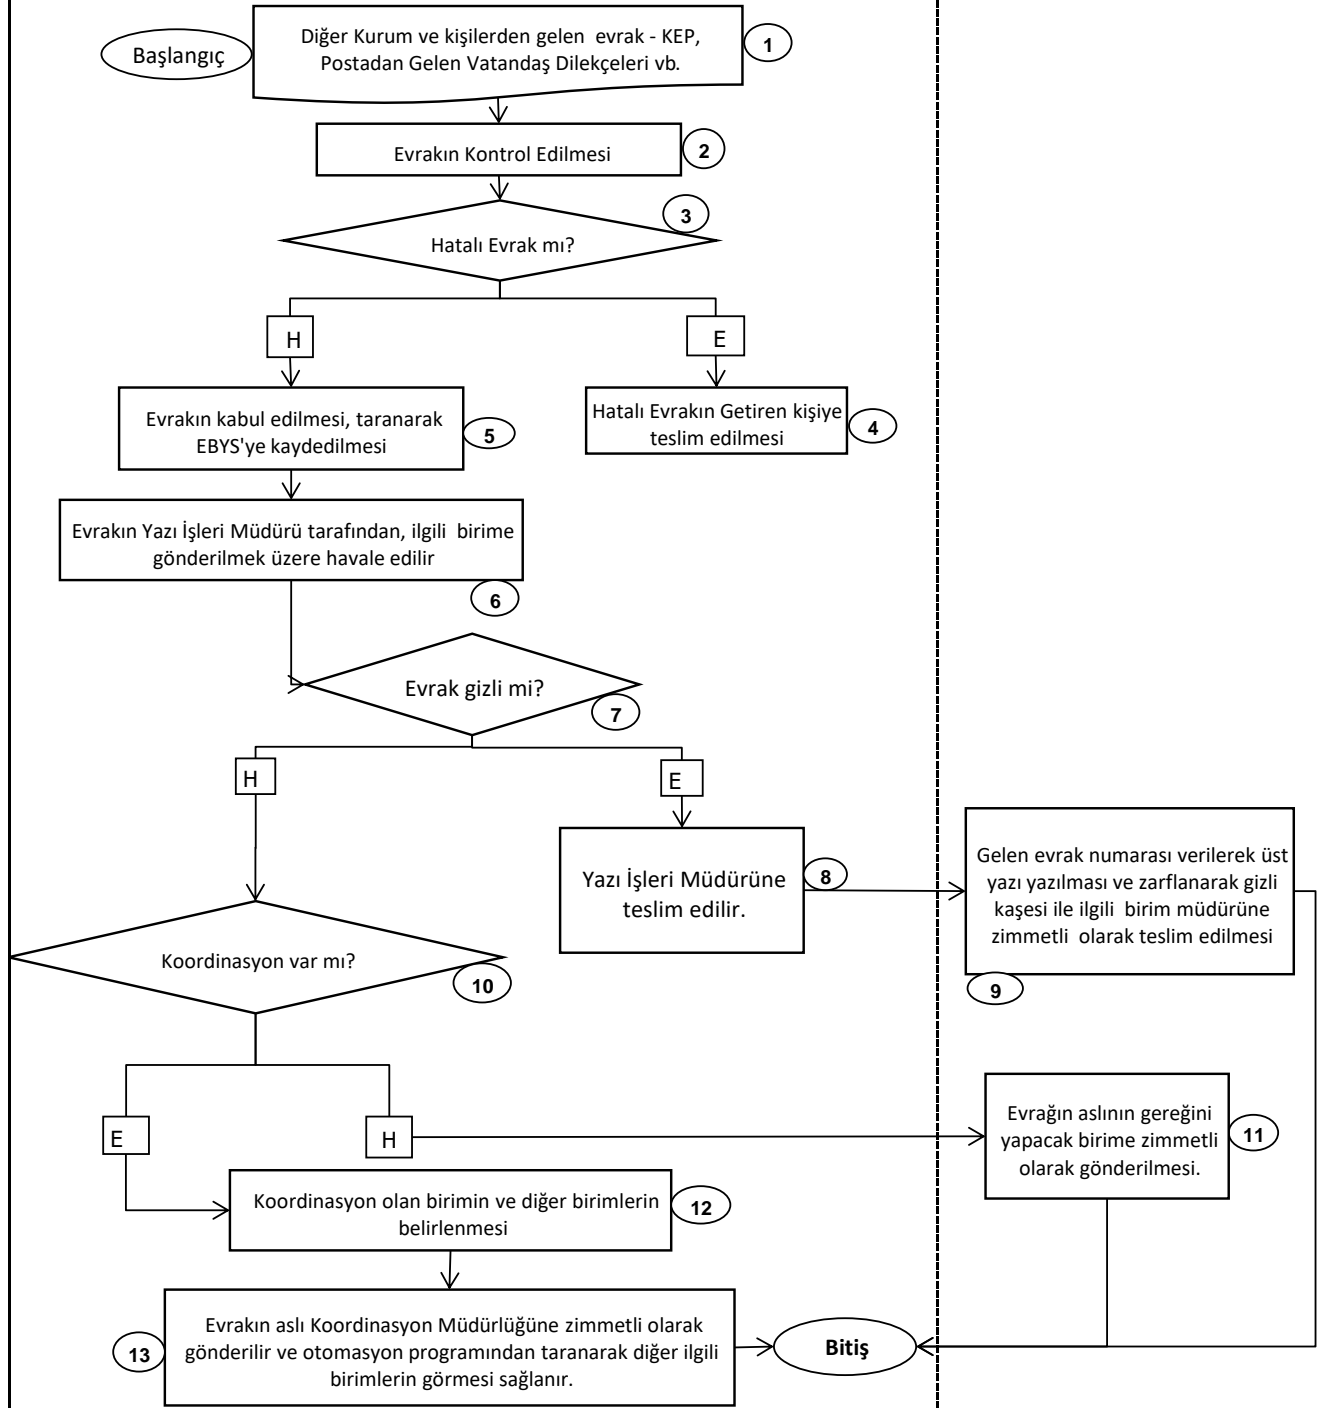 Başlangıç
Diğer Kurum ve kişilerden gelen evrak - KEP,
Postadan Gelen Vatandaş Dilekçeleri vb.
1
Evrakın Kontrol Edilmesi
2
3
Hatalı Evrak mı?
H
E
Evrakın kabul edilmesi, taranarak
EBYS'ye kaydedilmesi
5
Hatalı Evrakın Getiren kişiye
teslim edilmesi
4
Evrakın Yazı İşleri Müdürü tarafından, ilgili birime
gönderilmek üzere havale edilir
6
Evrak gizli mi?
7
H
E
Yazı İşleri Müdürüne
teslim edilir.
8
Gelen evrak numarası verilerek üst
yazı yazılması ve zarflanarak gizli
kaşesi ile ilgili birim müdürüne
zimmetli olarak teslim edilmesi
9
Koordinasyon var mı?
10
E
H
Evrağın aslının gereğini
yapacak birime zimmetli
olarak gönderilmesi.
11
Koordinasyon olan birimin ve diğer birimlerin
belirlenmesi
12
Evrakın aslı Koordinasyon Müdürlüğüne zimmetli olarak
gönderilir ve otomasyon programından taranarak diğer ilgili
birimlerin görmesi sağlanır.
13
Bitiş